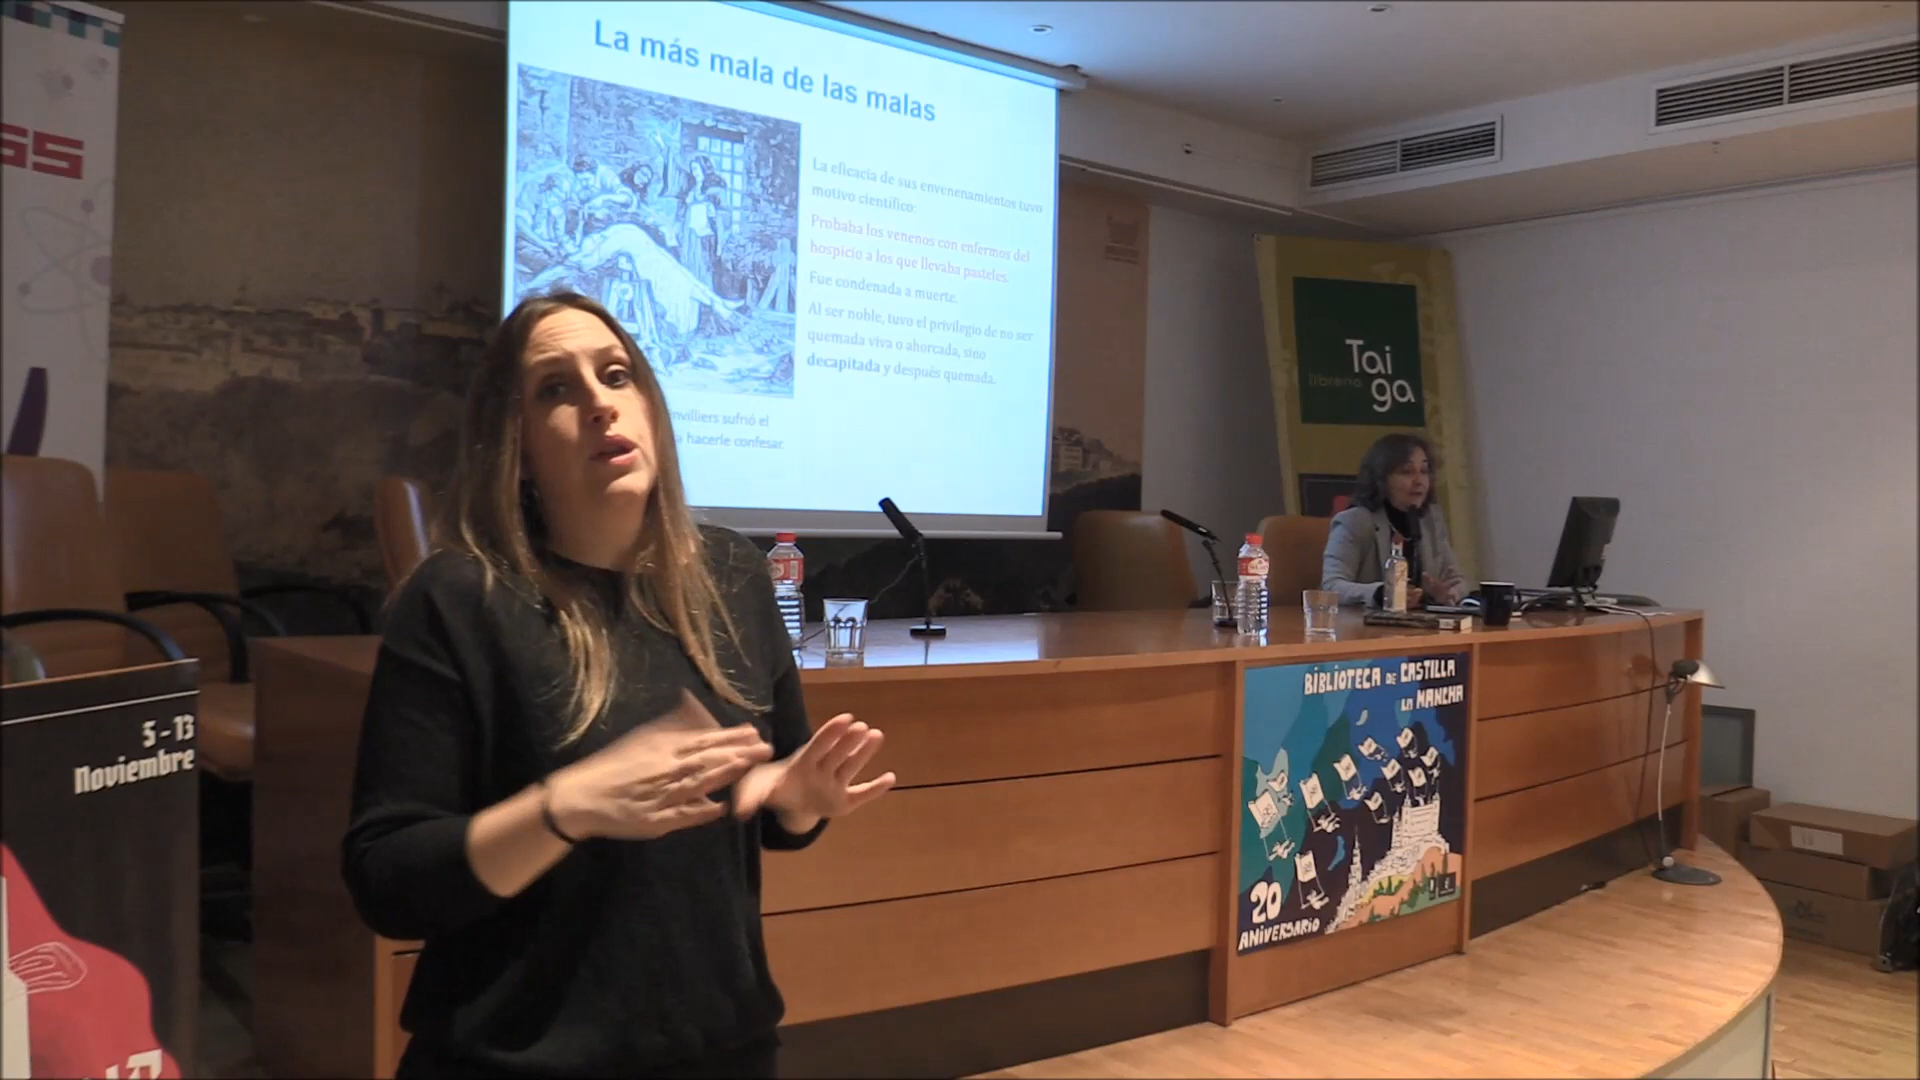 La más mala de las malas
La eficacia de sus envenenamientos tuvo
motivo científico:
Probaba los venenos con enfermos del
hospicio a los que llevaba pasteles.
Fue condenada a muerte.
Al ser noble, tuvo el privilegio de no ser
quemada viva o ahorcada, sino
decapitada y después quemada.
nvilliers sufrió el
a hacerle confesar.
SS
Tai
librería
ga
5-13
Noviembre
BIBLIOTECA DE CASTILLA
LA MANCHA
20
ANIVERSARIO